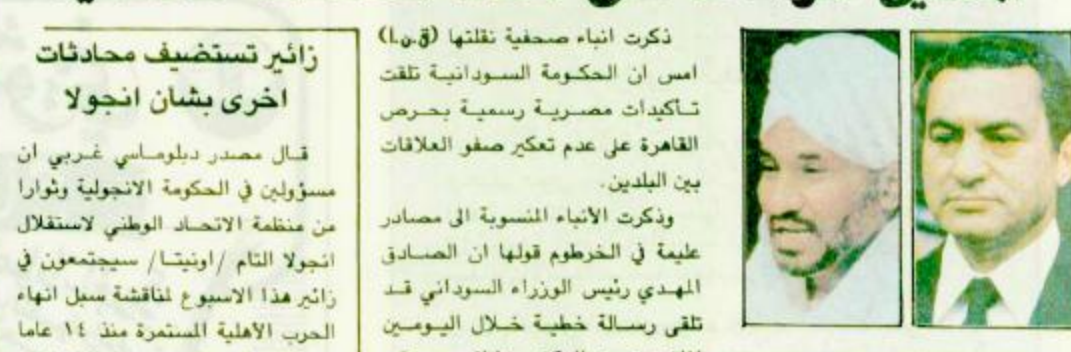 ذكرت انباء صحفية نقلتها (ق.ن.ا)
امس ان الحكومة السودانية تلقت
تأكيدات مصرية رسمية بحرص
القاهرة على عدم تعكير صفو العلاقات
بين البلدين.
وذكرت الأنباء المنسوبة الى مصادر
عليمة في الخرطوم قولها ان الصادق
المهدي رئيس الوزراء السوداني قد
تلقى رسالة خطية خلال اليومين
زائير تستضيف محادثات
اخرى بشان انجولا
قال مصدر دبلوماسي غربي ان
مسؤولين في الحكومة الانجولية وثوارا
من منظمة الاتحاد الوطني لاستقلال
انجولا التام /اونيتا/ سيجتمعون في
زائير هذا الاسبوع لمناقشة سبل انهاء
الحرب الأهلية المستمرة منذ ١٤ عاما